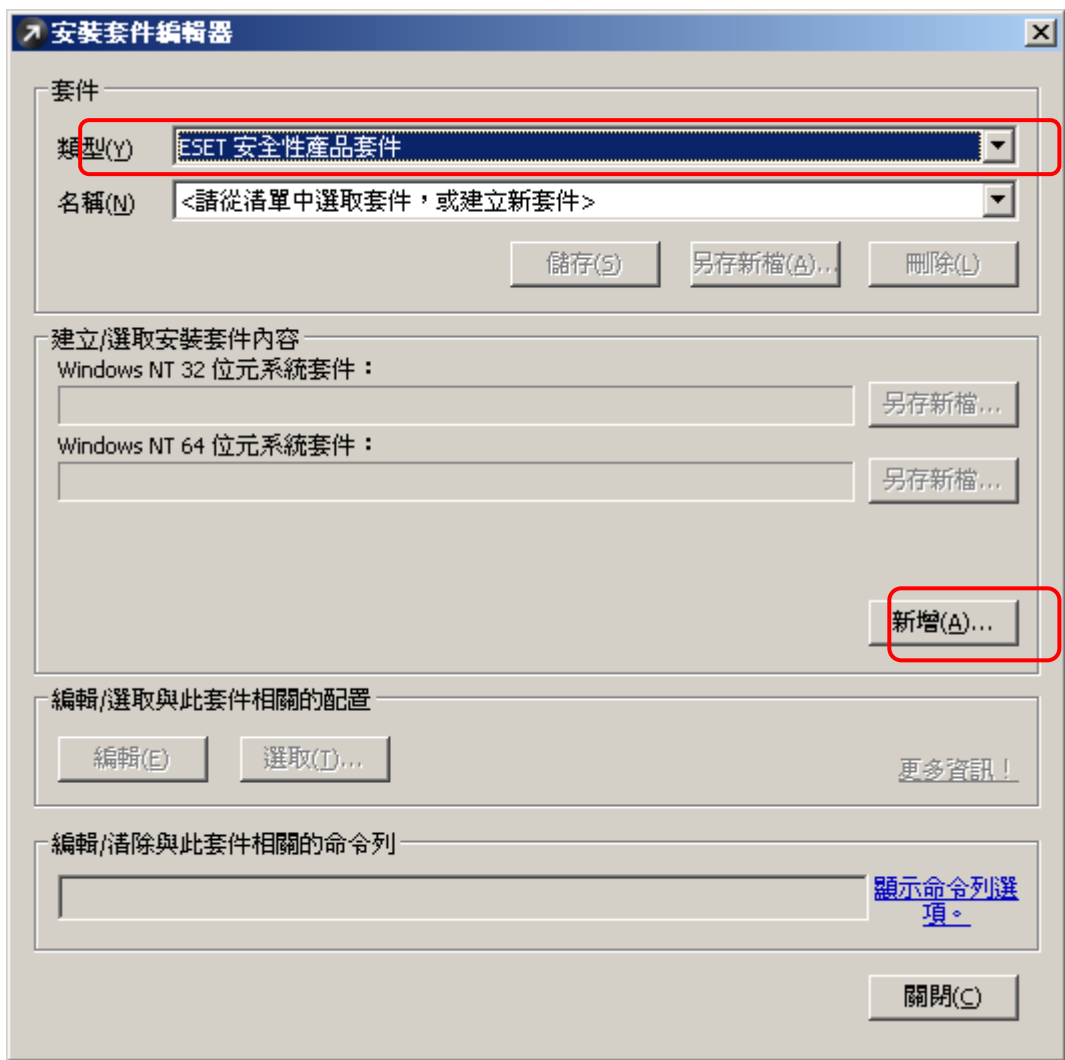 安裝套件編輯器
套件
類型(Y)
ESET 安全性產品套件
名稱(N)
<請從清單中選取套件，或建立新套件>
儲存(S)
另存新檔(A)...
刪除(L)
建立/選取安裝套件內容
Windows NT 32 位元系統套件：
另存新檔...
Windows NT 64 位元系統套件：
另存新檔...
新增(A)...
編輯/選取與此套件相關的配置
編輯(E)
選取(T)...
更多資訊！
編輯/清除與此套件相關的命令列
顯示命令列選
項。
關閉(C)